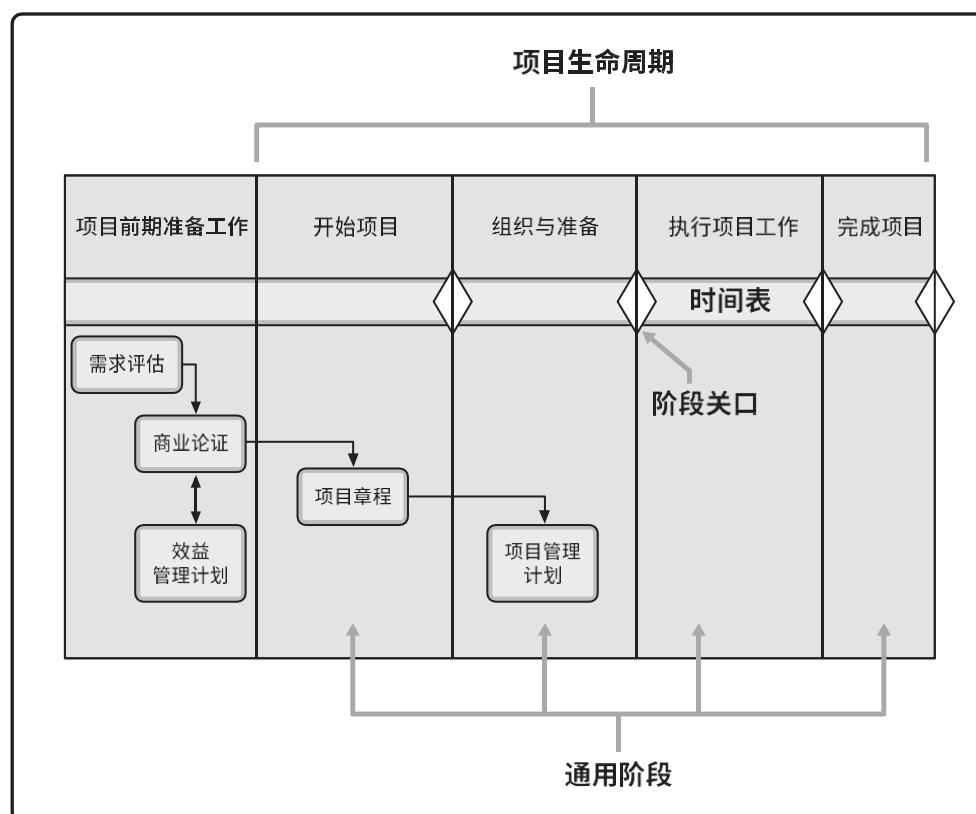 项目生命周期
项目前期准备工作
开始项目
组织与准备
执行项目工作
完成项目
时间表
需求评估
阶段关口
商业论证
项目章程
效益
管理计划
项目管理
计划
通用阶段